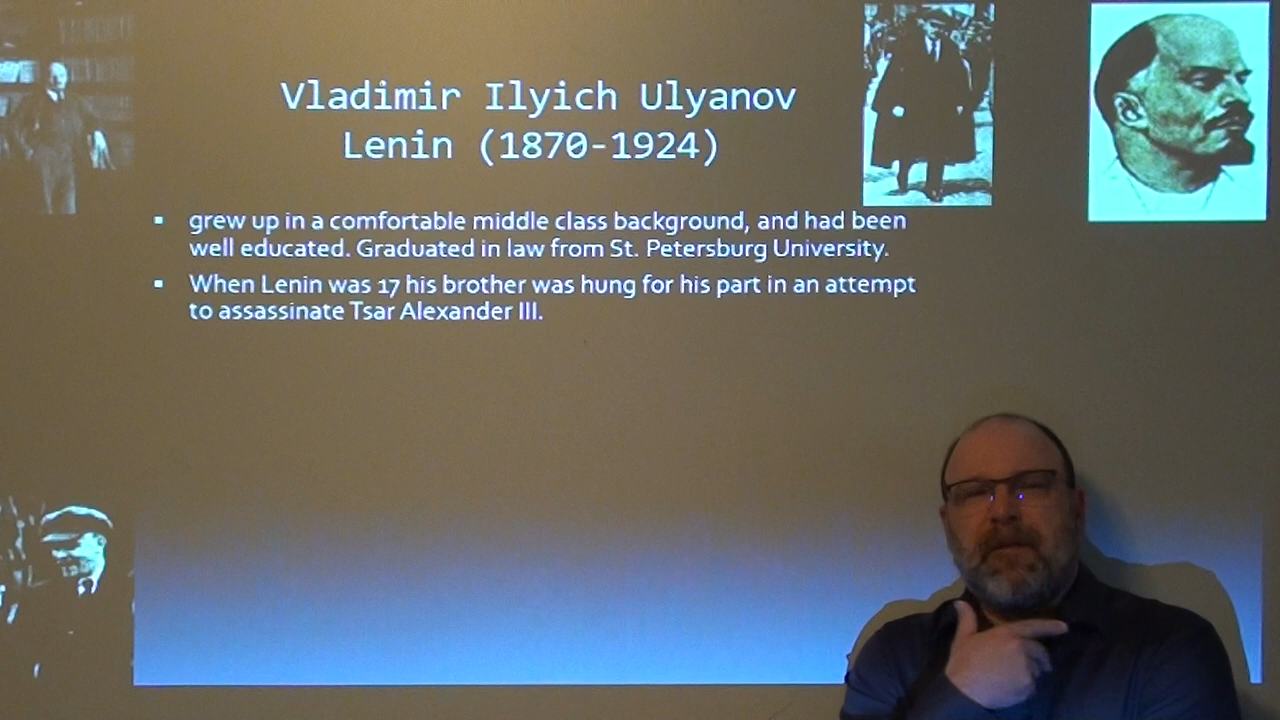 Vladimir Ilyich Ulyanov
Lenin (1870-1924)
▪ grew up in a comfortable middle class background, and had been
well educated. Graduated in law from St. Petersburg University.
▪ When Lenin was 17 his brother was hung for his part in an attempt
to assassinate Tsar Alexander III.